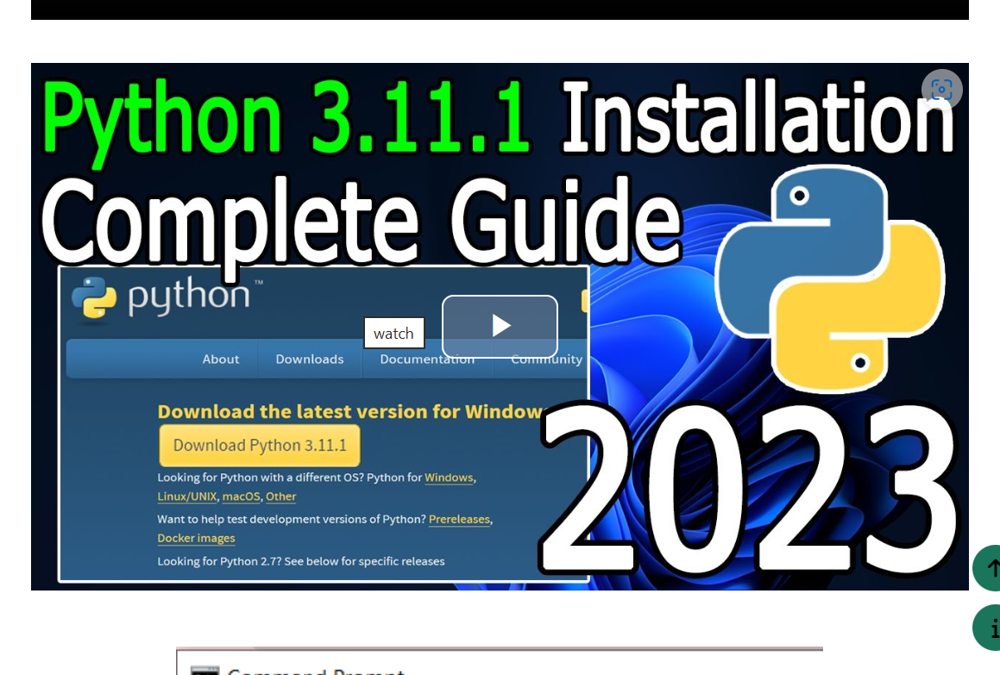 Python 3.11.1 Installation
Complete Guide
python™
watch
About Downloads Documentation Community
Download the latest version for Windows
Download Python 3.11.1
Looking for Python with a different OS? Python for Windows,
Linux/UNIX, macOS, Other
Want to help test development versions of Python? Prereleases,
Docker images
Looking for Python 2.7? See below for specific releases
2023
i
Command Prompt